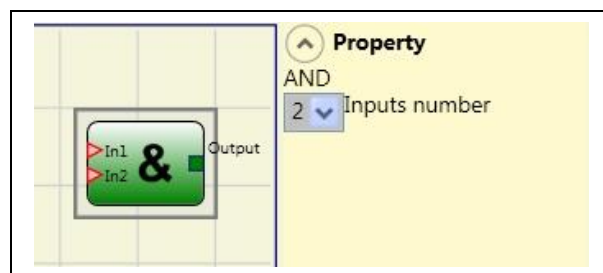 Property
AND
2 Inputs number
In1 & Output
In2